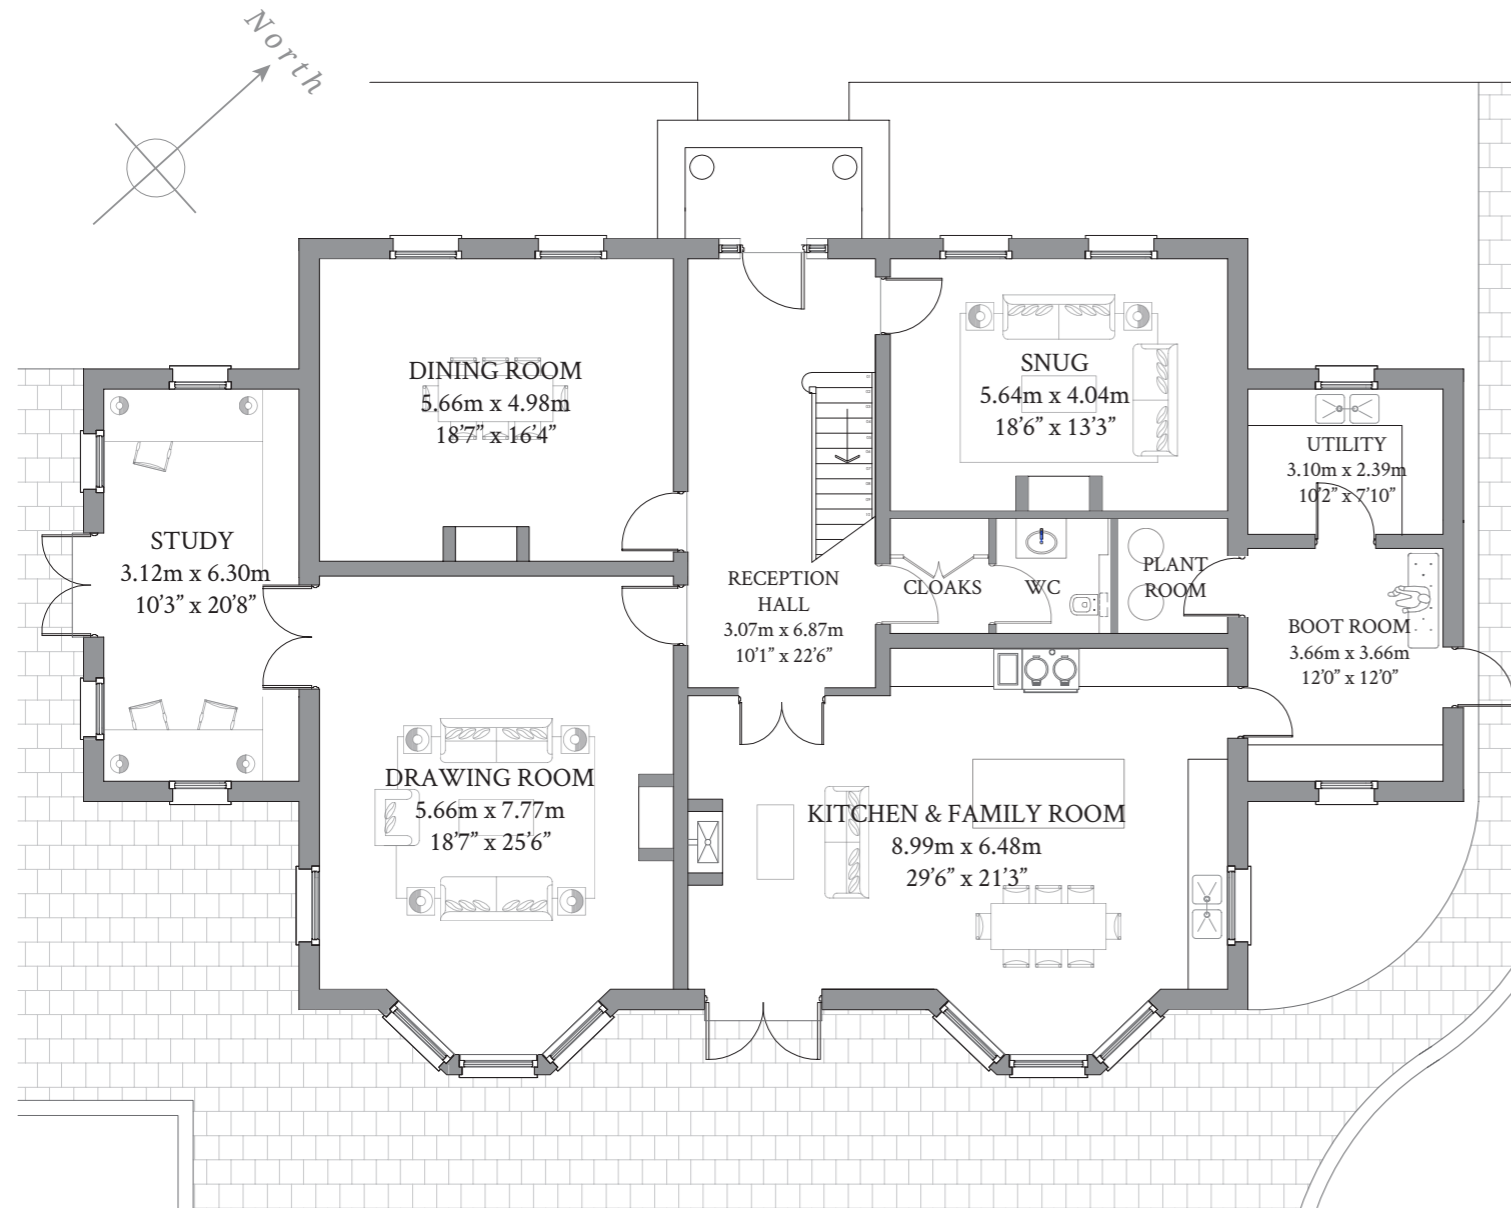 North
DINING ROOM
5.66m x 4.98m
18’7” x 16’4”
SNUG
5.64m x 4.04m
18’6” x 13’3”
UTILITY
3.10m x 2.39m
10’2” x 7’10”
STUDY
3.12m x 6.30m
10’3” x 20’8”
RECEPTION
HALL
3.07m x 6.87m
10’1” x 22’6”
CLOAKS
WC
PLANT
ROOM
BOOT ROOM
3.66m x 3.66m
12’0” x 12’0”
DRAWING ROOM
5.66m x 7.77m
18’7” x 25’6”
KITCHEN & FAMILY ROOM
8.99m x 6.48m
29’6” x 21’3”